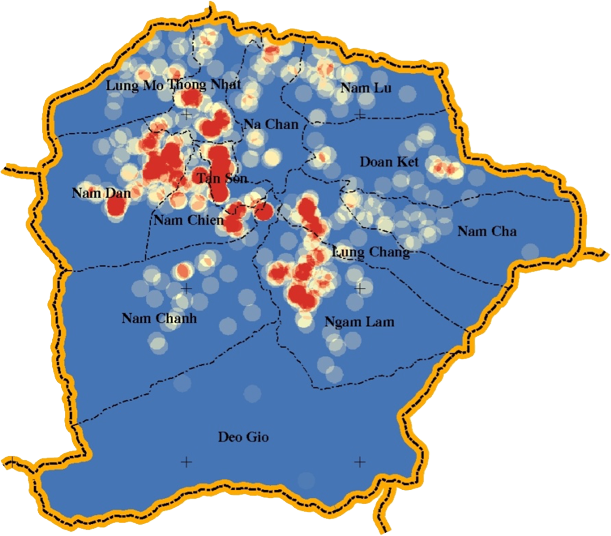 Lung Mo
Thong Nhat
Nam Lu
Na Chan
Doan Ket
Tan Son
Nam Dan
Nam Chien
Nam Cha
Lung Chang
Nam Chanh
Ngam Lam
Deo Gio